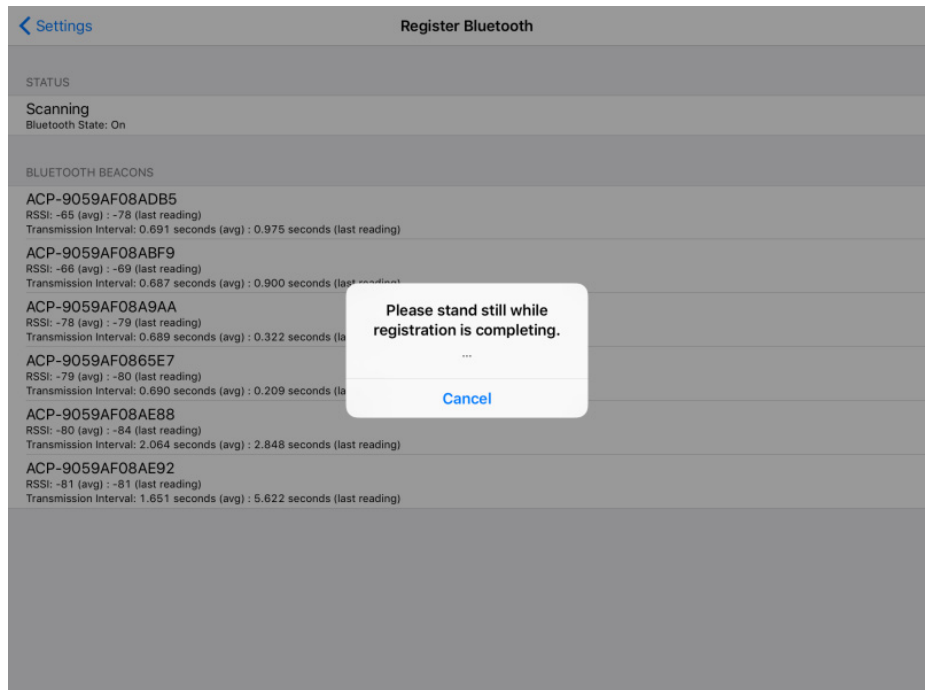 Settings
Register Bluetooth
STATUS
Scanning
Bluetooth State: On
BLUETOOTH BEACONS
ACP-9059AF08ADB5
RSSI: -65 (avg) : -78 (last reading)
Transmission Interval: 0.691 seconds (avg) : 0.975 seconds (last reading)
ACP-9059AF08ABF9
RSSI: -66 (avg) : -69 (last reading)
Transmission Interval: 0.687 seconds (avg) : 0.900 seconds (last reading)
ACP-9059AF08A9AA
RSSI: -78 (avg) : -79 (last reading)
Transmission Interval: 0.689 seconds (avg) : 0.322 seconds (la
ACP-9059AF0865E7
RSSI: -79 (avg) : -80 (last reading)
Transmission Interval: 0.690 seconds (avg) : 0.209 seconds (la
ACP-9059AF08AE88
RSSI: -80 (avg) : -84 (last reading)
Transmission Interval: 2.064 seconds (avg) : 2.848 seconds (last reading)
ACP-9059AF08AE92
RSSI: -81 (avg) : -81 (last reading)
Transmission Interval: 1.651 seconds (avg) : 5.622 seconds (last reading)
Please stand still while
registration is completing.
...
Cancel